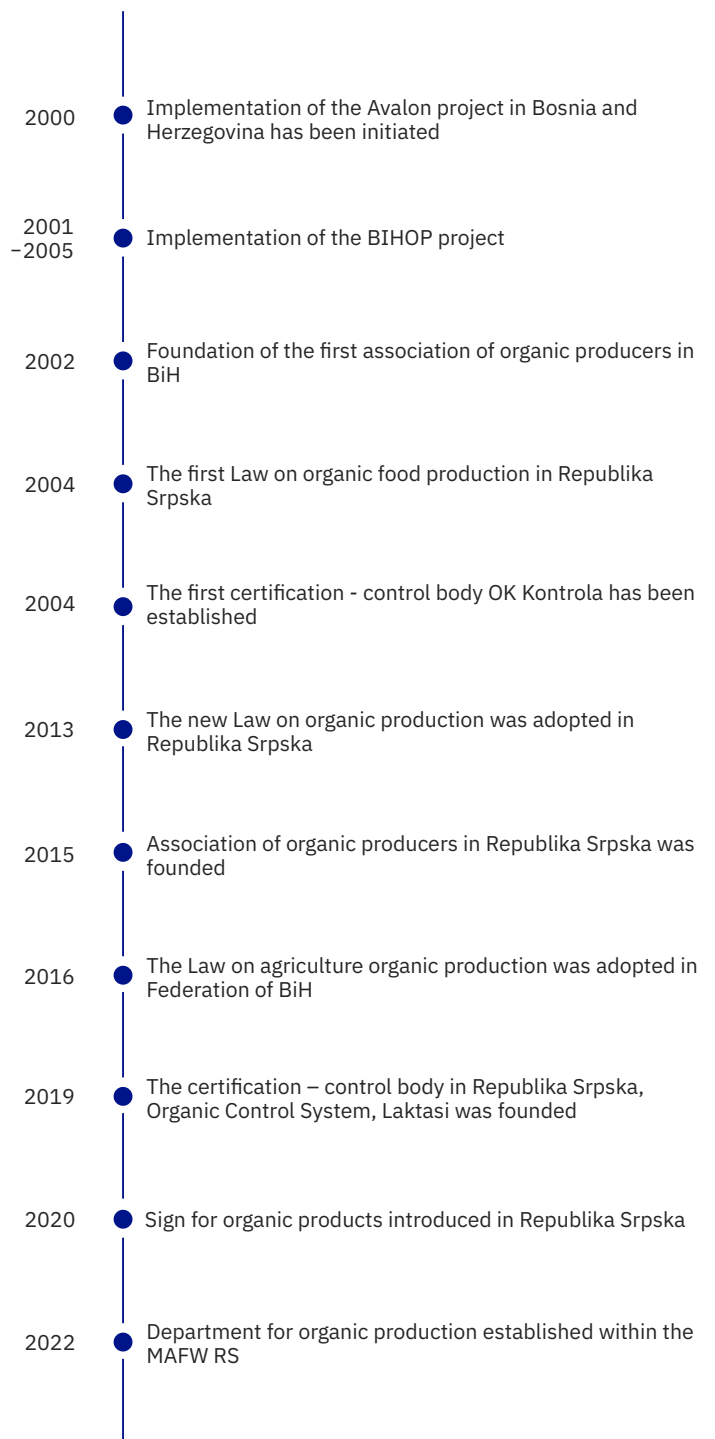 2000
Implementation of the Avalon project in Bosnia and
Herzegovina has been initiated
2001
–2005
Implementation of the BIHOP project
2002
Foundation of the first association of organic producers in
BiH
2004
The first Law on organic food production in Republika
Srpska
2004
The first certification - control body OK Kontrola has been
established
2013
The new Law on organic production was adopted in
Republika Srpska
2015
Association of organic producers in Republika Srpska was
founded
2016
The Law on agriculture organic production was adopted in
Federation of BiH
2019
The certification – control body in Republika Srpska,
Organic Control System, Laktasi was founded
2020
Sign for organic products introduced in Republika Srpska
2022
Department for organic production established within the
MAFW RS